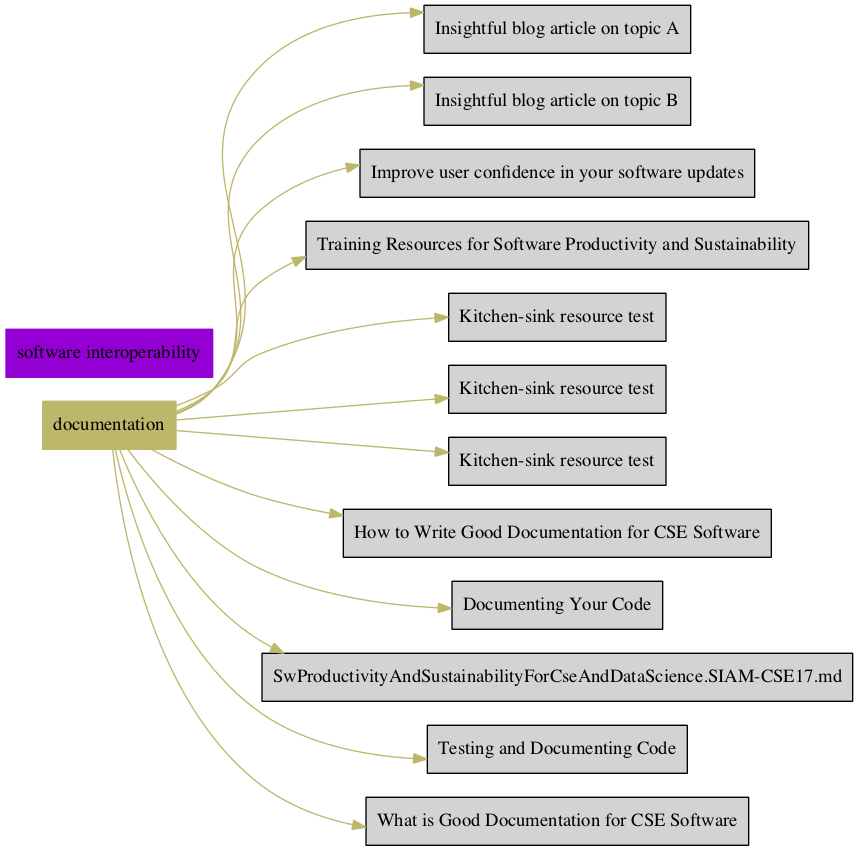 Insightful blog article on topic A
Insightful blog article on topic B
Improve user confidence in your software updates
Training Resources for Software Productivity and Sustainability
Kitchen-sink resource test
software interoperability
Kitchen-sink resource test
documentation
Kitchen-sink resource test
How to Write Good Documentation for CSE Software
Documenting Your Code
SwProductivityAndSustainabilityForCseAndDataScience.SIAM-CSE17.md
Testing and Documenting Code
What is Good Documentation for CSE Software